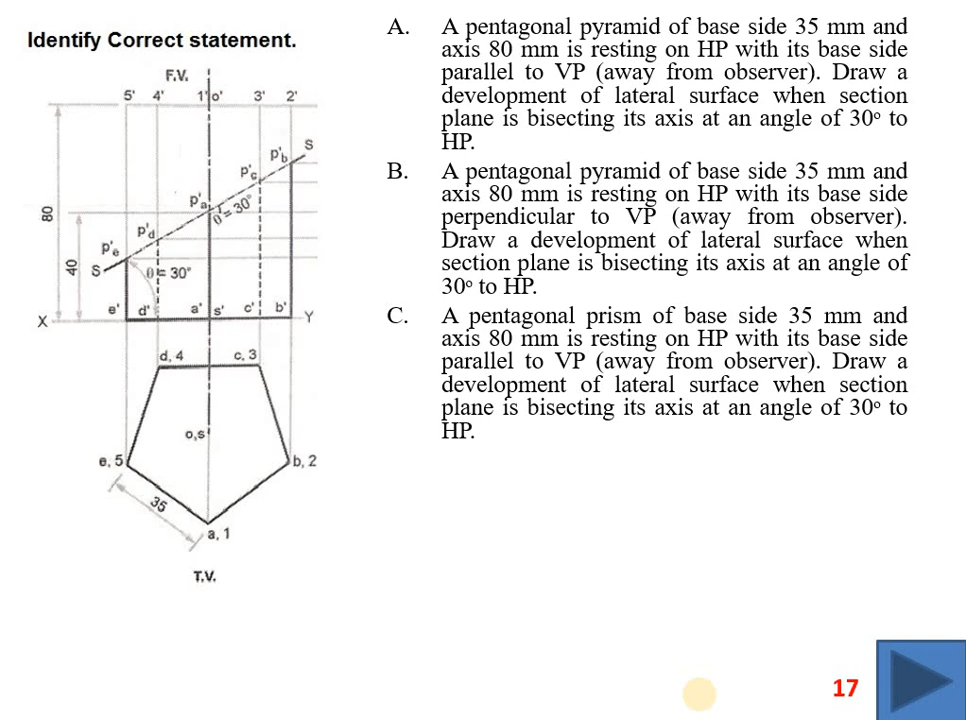 Identify Correct statement.
F.V.
5' 4' 1' o' 3' 2'
S
p'b
p'c
p'a
θ = 30°
p'd
p'e
S
θ = 30°
80
40
X
e' d' a' s' c' b' Y
d, 4 c, 3
o,s'
e, 5 b, 2
35
a, 1
T.V.
A. A pentagonal pyramid of base side 35 mm and
axis 80 mm is resting on HP with its base side
parallel to VP (away from observer). Draw a
development of lateral surface when section
plane is bisecting its axis at an angle of 30º to
HP.
B. A pentagonal pyramid of base side 35 mm and
axis 80 mm is resting on HP with its base side
perpendicular to VP (away from observer).
Draw a development of lateral surface when
section plane is bisecting its axis at an angle of
30º to HP.
C. A pentagonal prism of base side 35 mm and
axis 80 mm is resting on HP with its base side
parallel to VP (away from observer). Draw a
development of lateral surface when section
plane is bisecting its axis at an angle of 30º to
HP.
17